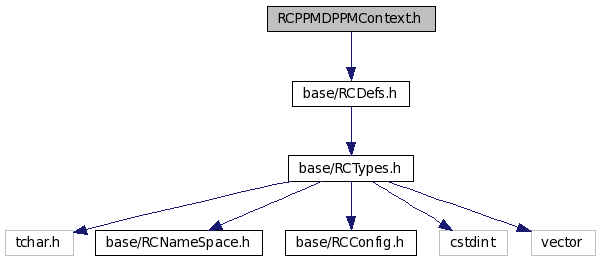 RCPPMDPPMContext.h
base/RCDefs.h
base/RCTypes.h
tchar.h base/RCNameSpace.h base/RCConfig.h cstdint vector